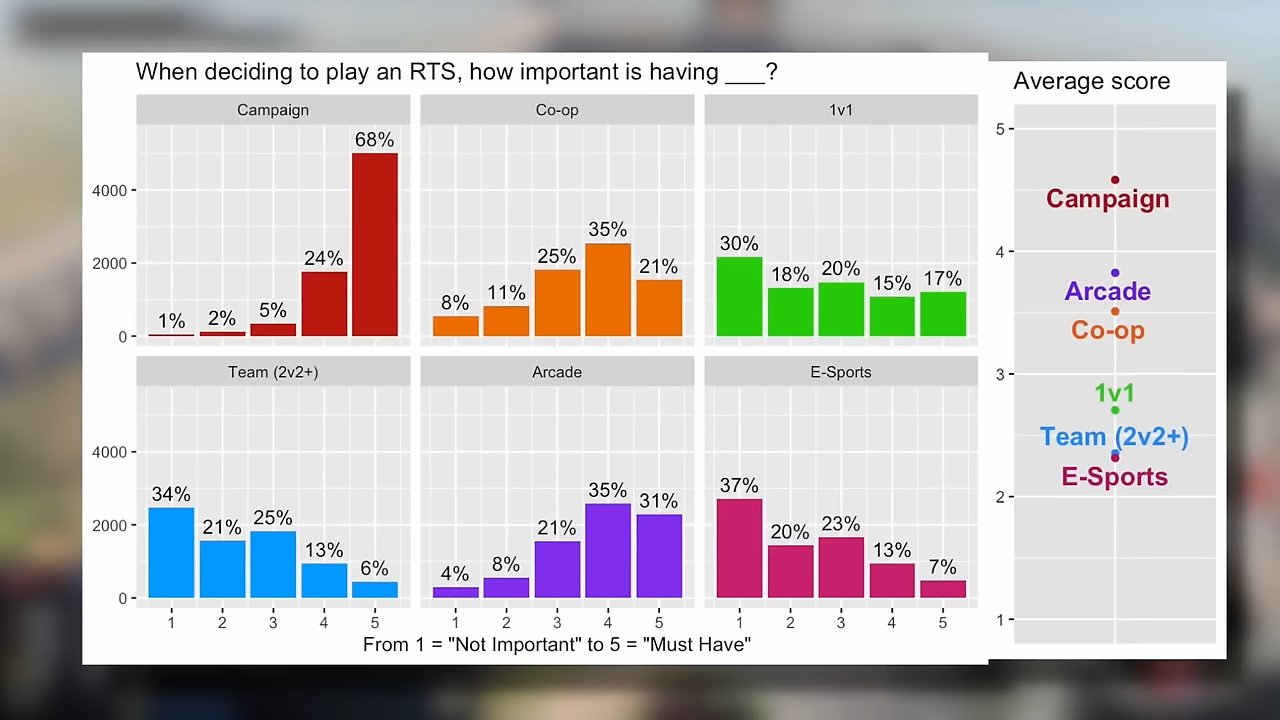 When deciding to play an RTS, how important is having ___?
Campaign
Co-op
1v1
4000
2000
0
1%
2%
5%
24%
68%
8%
11%
25%
35%
21%
30%
18%
20%
15%
17%
Team (2v2+)
Arcade
E-Sports
4000
2000
0
34%
21%
25%
13%
6%
4%
8%
21%
35%
31%
37%
20%
23%
13%
7%
1 2 3 4 5
1 2 3 4 5
1 2 3 4 5
From 1 = "Not Important" to 5 = "Must Have"
Average score
5
Campaign
4
Arcade
Co-op
3
1v1
Team (2v2+)
E-Sports
2
1